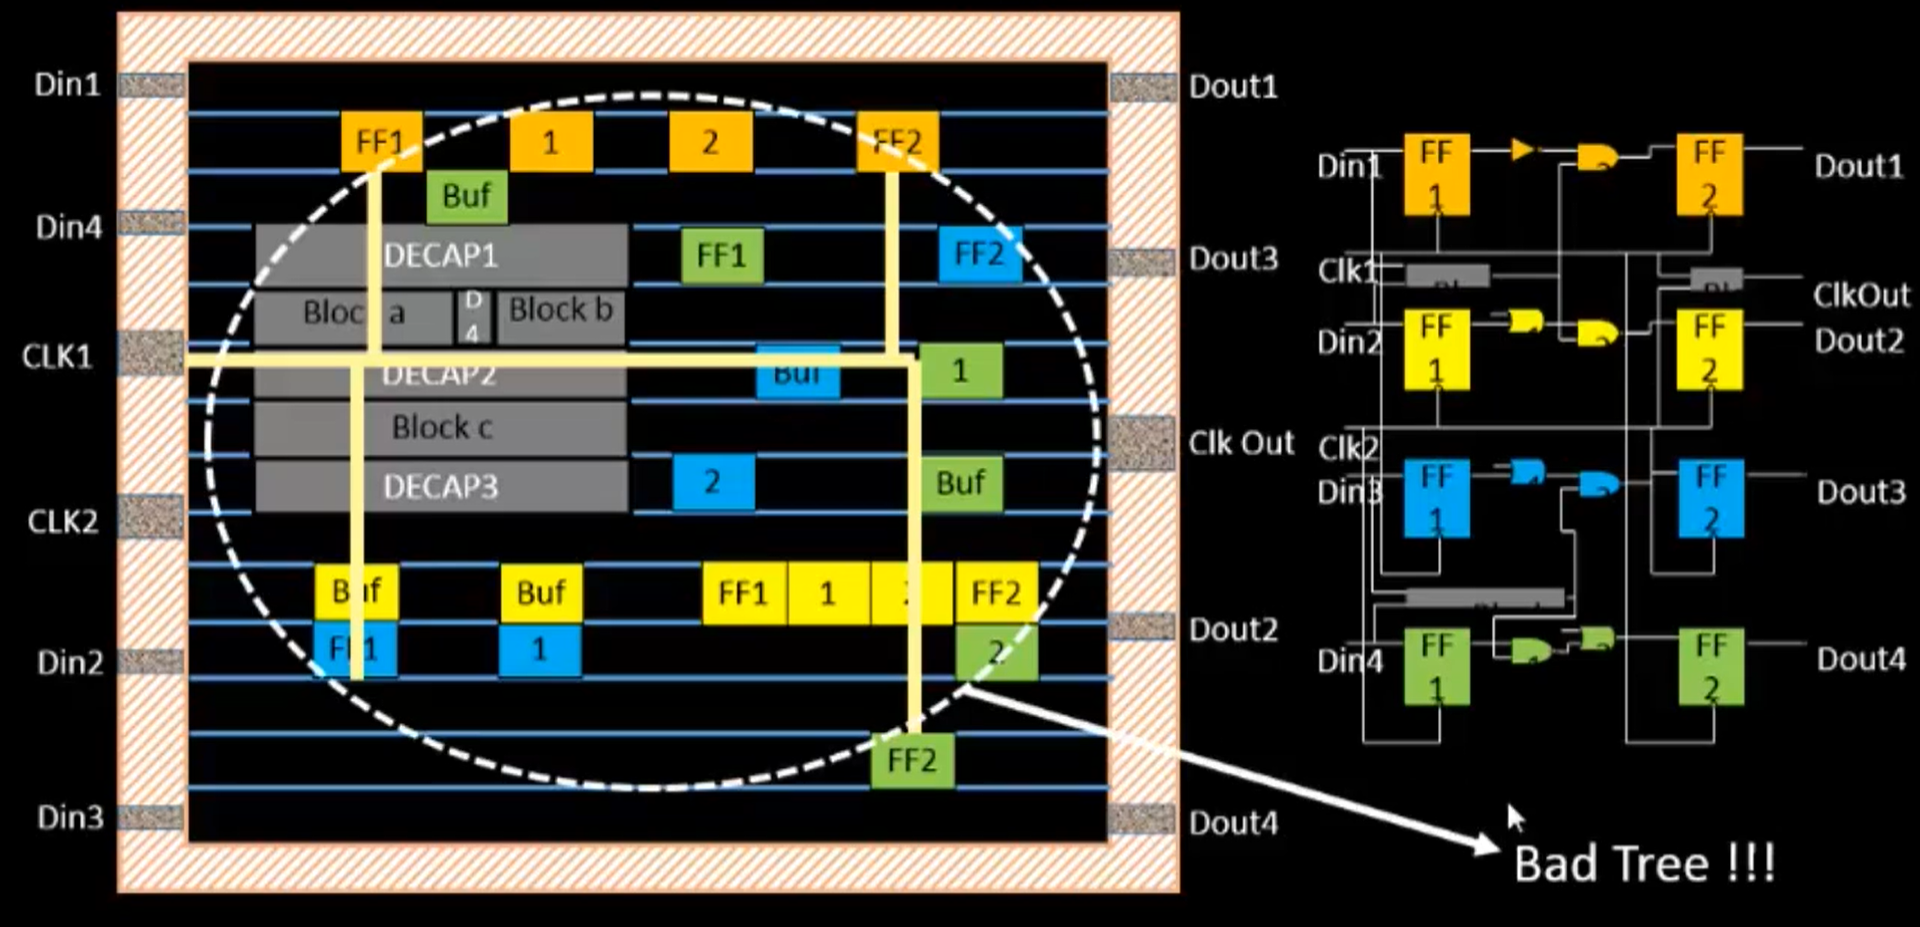 Din1
Dout1
FF1
1
2
FF2
Buf
Din4
DECAP1
FF1
FF2
Dout3
Block a
D
4
Block b
CLK1
DECAP2
Buf
1
Block c
Clk Out
DECAP3
2
Buf
CLK2
Buf
Buf
FF1
1
2
FF2
Dout2
FF1
1
2
Din2
FF2
Din3
Dout4
Din1
FF
1
FF
2
Dout1
Clk1
ClkOut
Din2
FF
1
FF
2
Dout2
Clk2
Din3
FF
1
FF
2
Dout3
Din4
FF
1
FF
2
Dout4
Bad Tree !!!